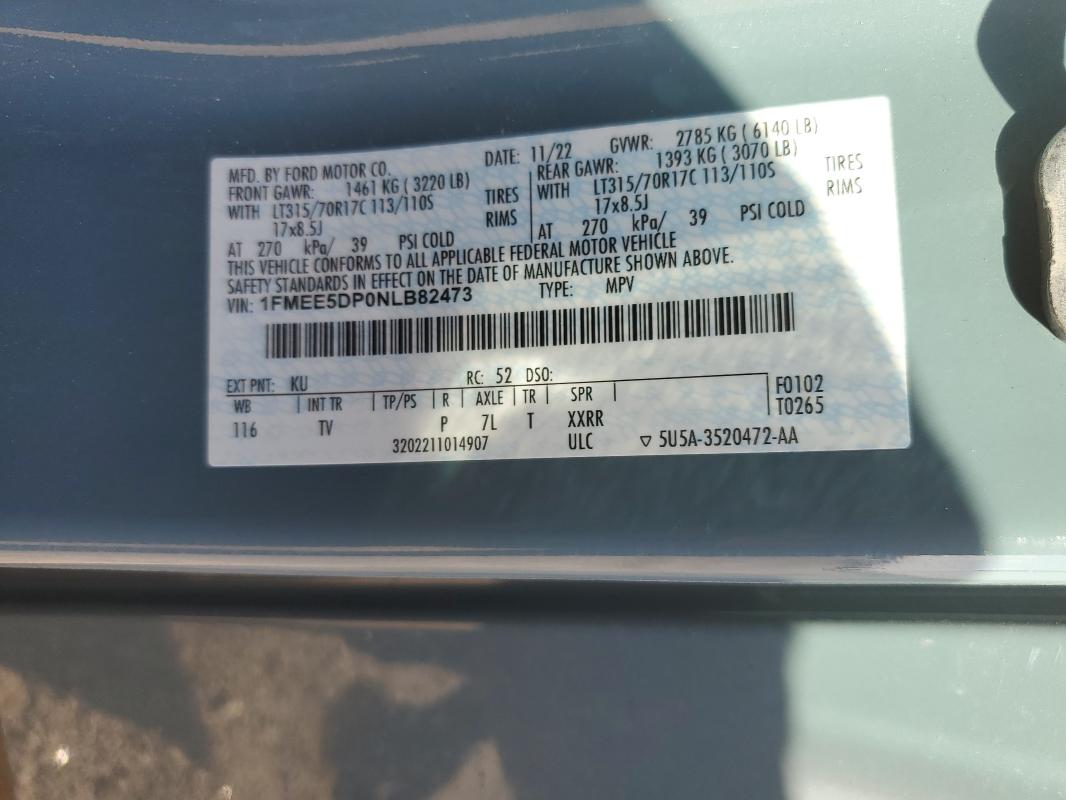 MFD. BY FORD MOTOR CO. DATE: 11/22 GVWR: 2785 KG ( 6140 LB)
FRONT GAWR: 1461 KG ( 3220 LB) REAR GAWR: 1393 KG ( 3070 LB)
WITH LT315/70R17C 113/110S TIRES WITH LT315/70R17C 113/110S TIRES
17x8.5J RIMS 17x8.5J RIMS
AT 270 kPa/ 39 PSI COLD AT 270 kPa/ 39 PSI COLD
THIS VEHICLE CONFORMS TO ALL APPLICABLE FEDERAL MOTOR VEHICLE
SAFETY STANDARDS IN EFFECT ON THE DATE OF MANUFACTURE SHOWN ABOVE.
VIN: 1FMEE5DP0NLB82473 TYPE: MPV
EXT PNT: KU RC: 52 DSO:
WB INT TR TP/PS R AXLE TR SPR F0102
116 TV P 7L T XXRR T0265
3202211014907 ULC ▽ 5U5A-3520472-AA